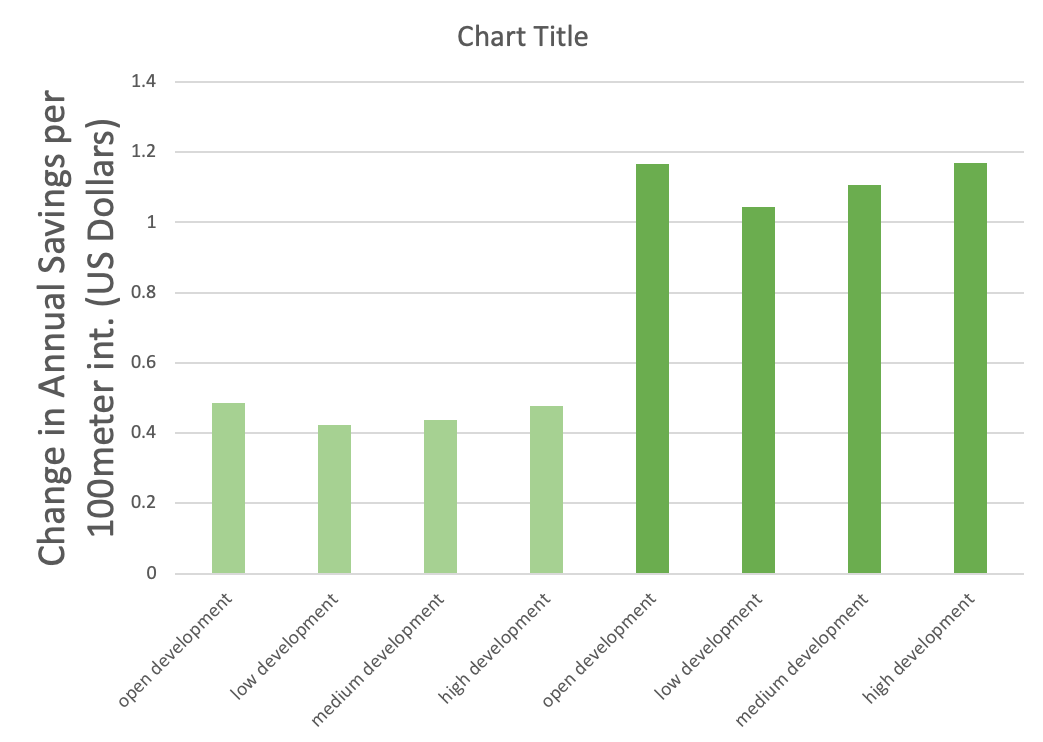 Chart Title
Change in Annual Savings per
100meter int. (US Dollars)
1.4
1.2
1
0.8
0.6
0.4
0.2
0
open development
low development
medium development
high development
open development
low development
medium development
high development